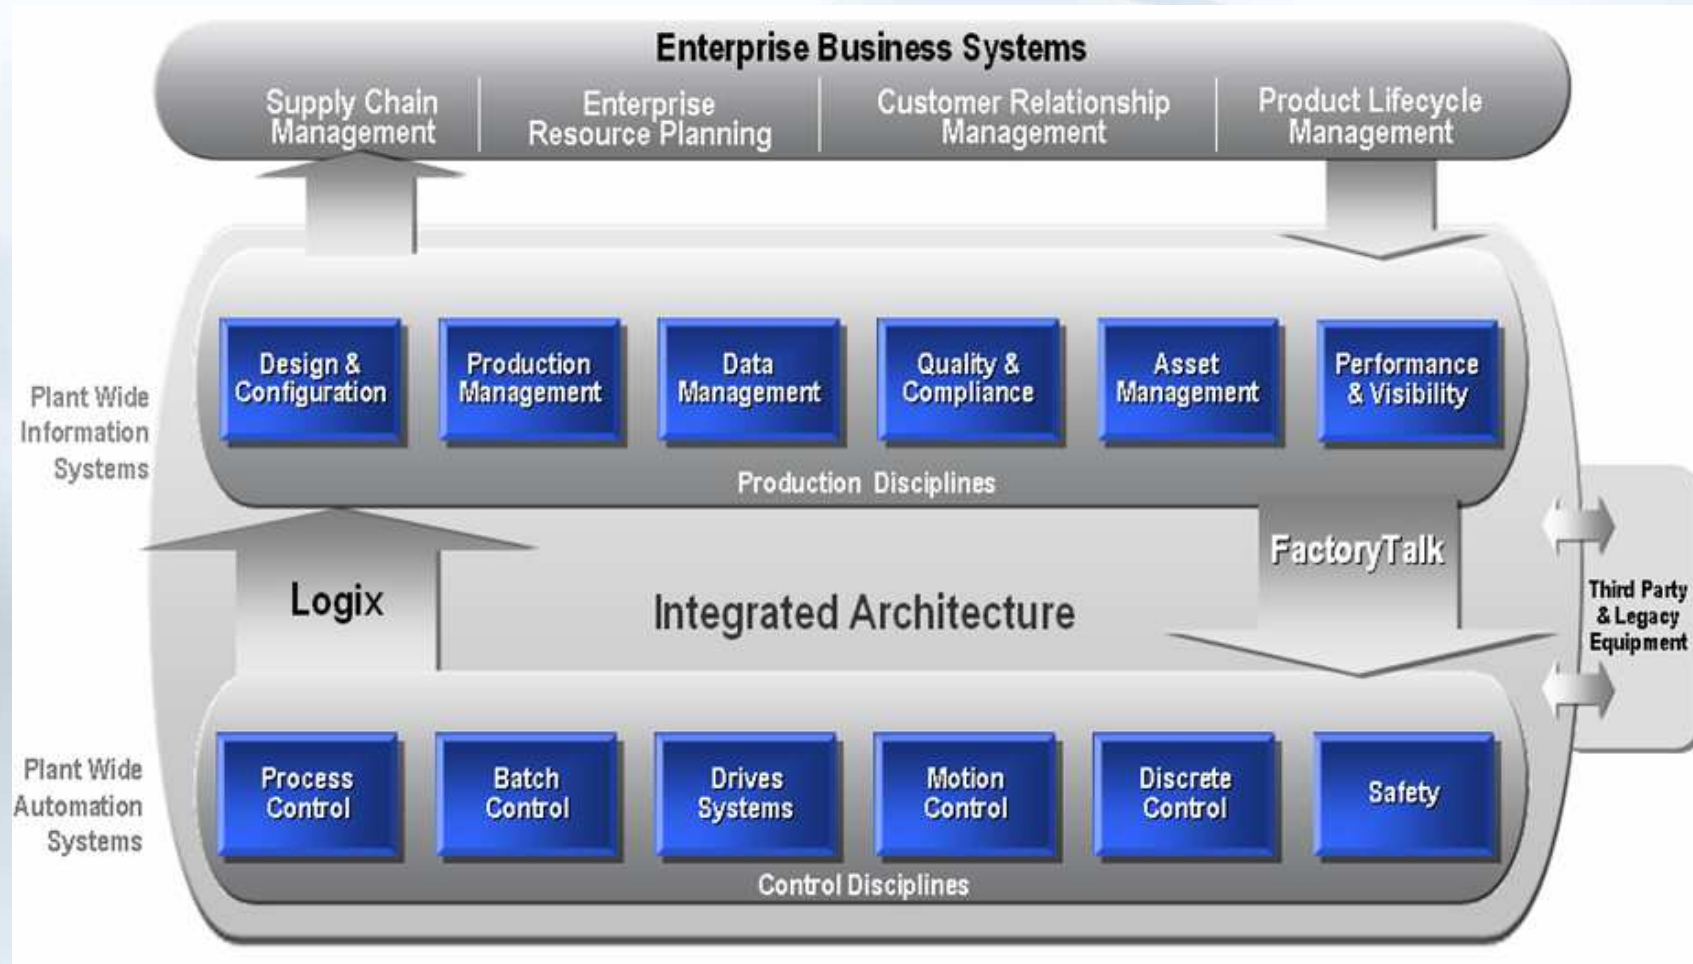 Enterprise Business Systems
Supply Chain
Management
Enterprise
Resource Planning
Customer Relationship
Management
Product Lifecycle
Management
Plant Wide
Information
Systems
Design &
Configuration
Production
Management
Data
Management
Quality &
Compliance
Asset
Management
Performance
& Visibility
Production Disciplines
Logix
Integrated Architecture
FactoryTalk
Third Party
& Legacy
Equipment
Plant Wide
Automation
Systems
Process
Control
Batch
Control
Drives
Systems
Motion
Control
Discrete
Control
Safety
Control Disciplines